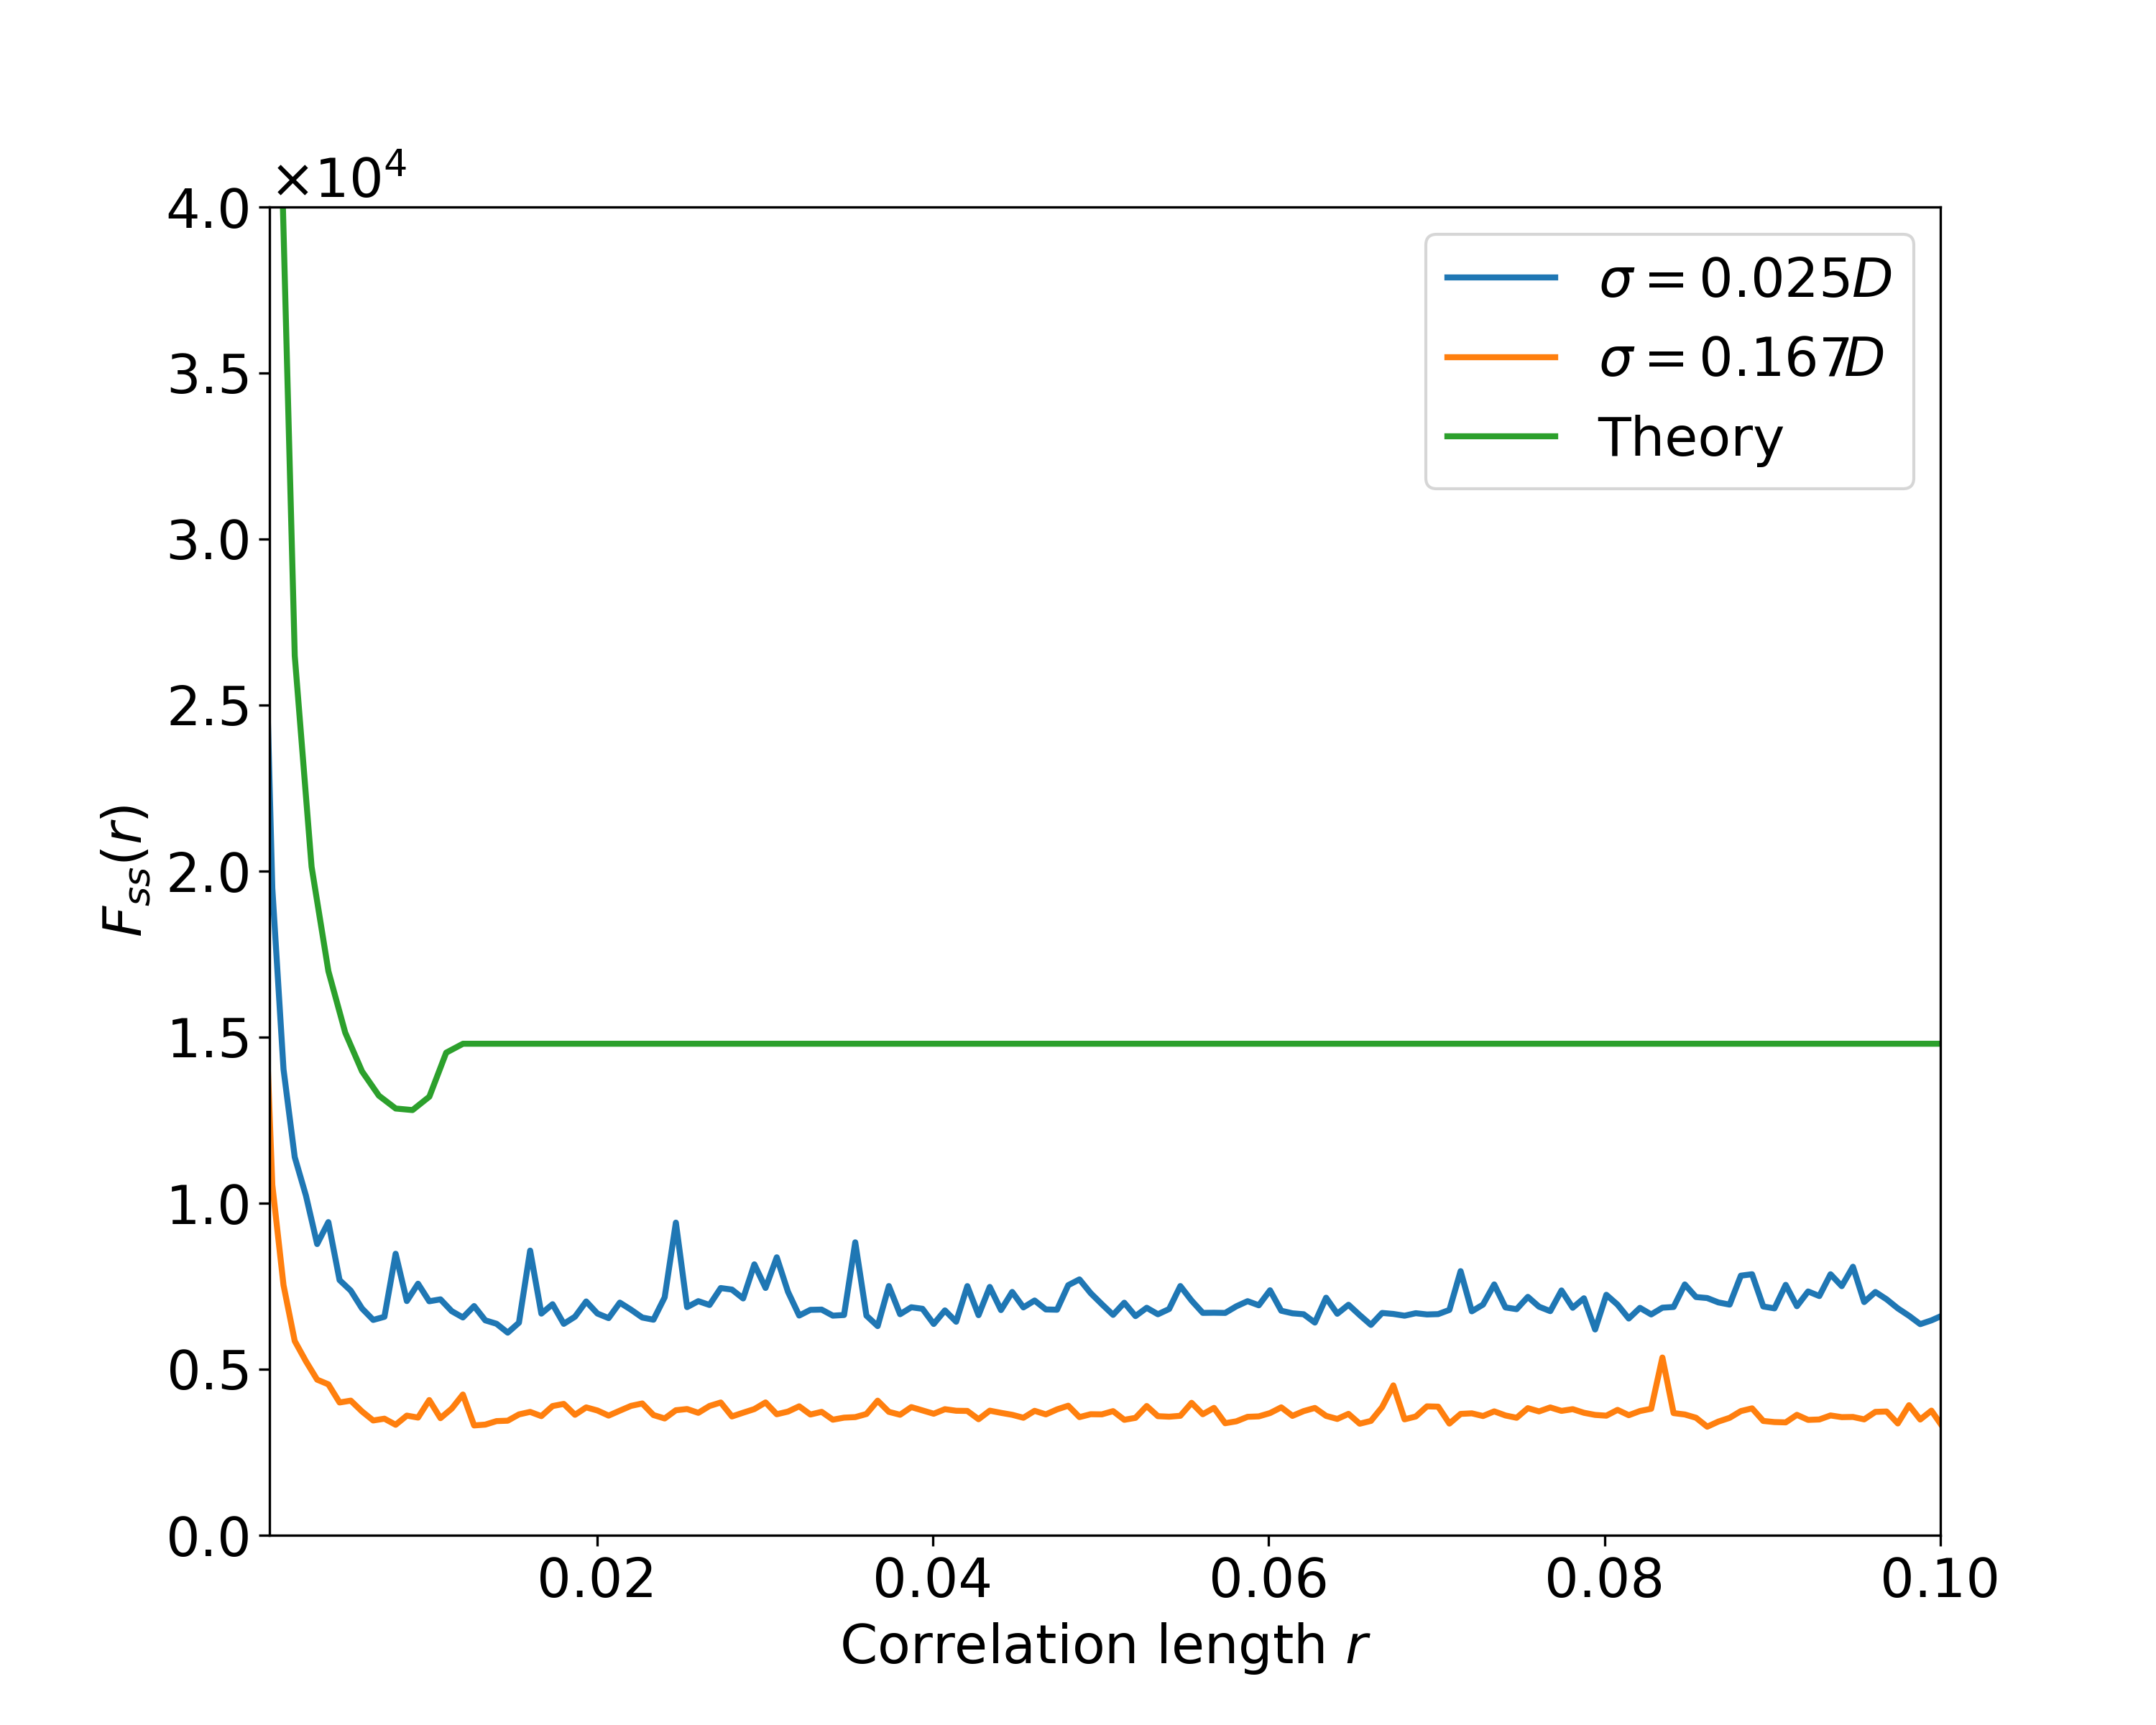 ×10⁴
4.0
3.5
3.0
2.5
2.0
1.5
1.0
0.5
0.0
F_ss(r)
σ = 0.025D
σ = 0.167D
Theory
0.02 0.04 0.06 0.08 0.10
Correlation length r